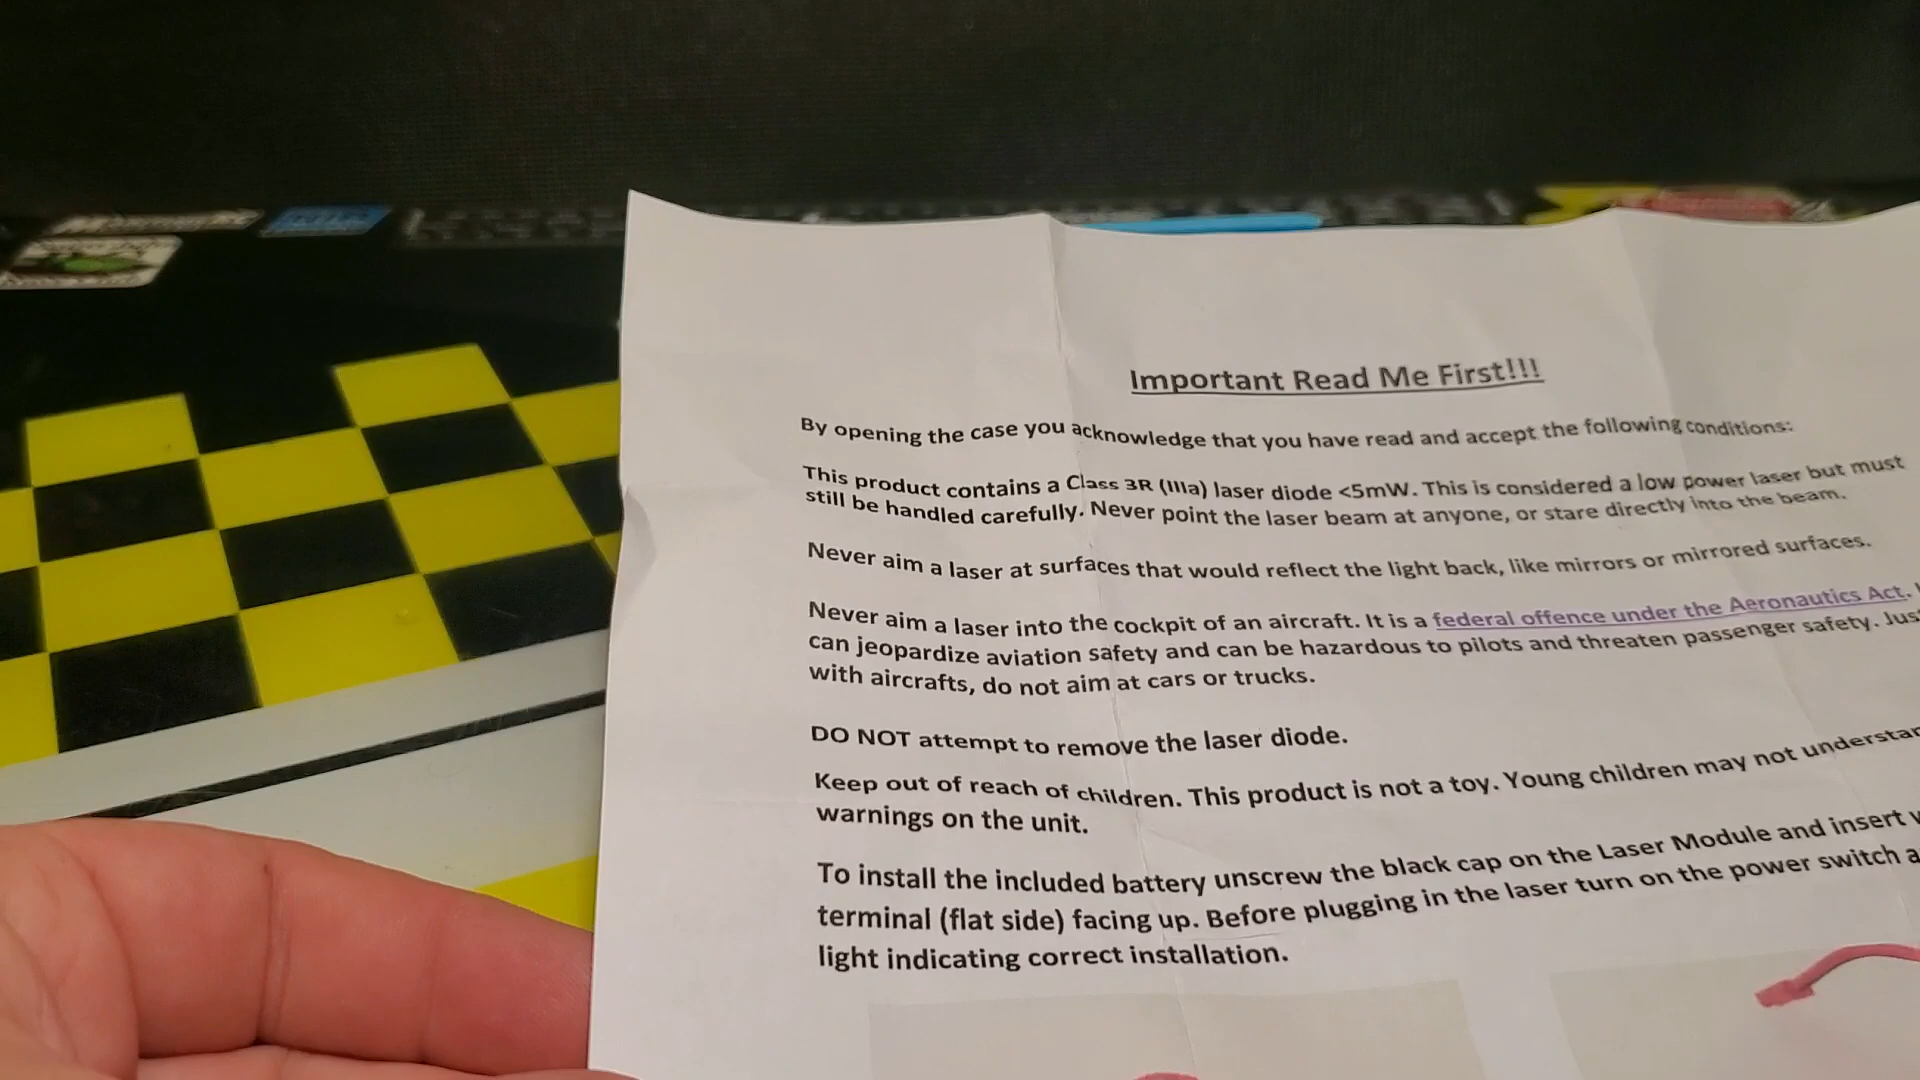 Important Read Me First!!!
By opening the case you acknowledge that you have read and accept the following conditions:
This product contains a Class 3R (IIIa) laser diode <5mW. This is considered a low power laser but must
still be handled carefully. Never point the laser beam at anyone, or stare directly into the beam.
Never aim a laser at surfaces that would reflect the light back, like mirrors or mirrored surfaces.
Never aim a laser into the cockpit of an aircraft. It is a federal offence under the Aeronautics Act.
can jeopardize aviation safety and can be hazardous to pilots and threaten passenger safety. Jus
with aircrafts, do not aim at cars or trucks.
DO NOT attempt to remove the laser diode.
Keep out of reach of children. This product is not a toy. Young children may not understan
warnings on the unit.
To install the included battery unscrew the black cap on the Laser Module and insert w
terminal (flat side) facing up. Before plugging in the laser turn on the power switch a
light indicating correct installation.